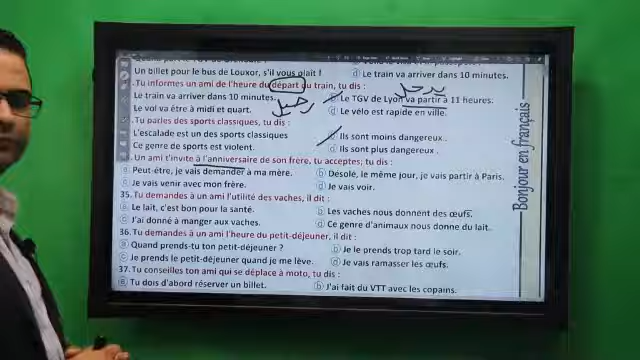 Un billet pour le bus de Louxor, s'il vous plaît ! ⓓ Le train va arriver dans 10 minutes.
. Tu informes un ami de l'heure du départ du train, tu dis : يرحل
Le train va arriver dans 10 minutes. Le TGV de Lyon va partir à 11 heures.
رحيل
Le vol va être à midi et quart. ⓓ Le vélo est rapide en ville.
. Tu parles des sports classiques, tu dis :
L'escalade est un des sports classiques Ils sont moins dangereux .
Ce genre de sports est violent. ⓓ Ils sont plus dangereux .
. Un ami t'invite à l'anniversaire de son frère, tu acceptes; tu dis :
ⓐ Peut-être, je vais demander à ma mère. ⓑ Désolé, le même jour, je vais partir à Paris.
ⓒ Je vais venir avec mon frère. ⓓ Je vais voir.
35. Tu demandes à un ami l'utilité des vaches, il dit :
ⓐ Le lait, c'est bon pour la santé. ⓑ Les vaches nous donnent des œufs.
ⓒ J'ai donné à manger aux vaches. ⓓ Ce genre d'animaux nous donne du lait.
36. Tu demandes à un ami l'heure du petit-déjeuner, il dit :
ⓐ Quand prends-tu ton petit-déjeuner ? ⓑ Je le prends trop tard le soir.
ⓒ Je prends le petit-déjeuner quand je me lève. ⓓ Je vais ramasser les œufs.
37. Tu conseilles ton ami qui se déplace à moto, tu dis :
ⓐ Tu dois d'abord réserver un billet. ⓑ J'ai fait du VTT avec les copains.
Bonjour en français